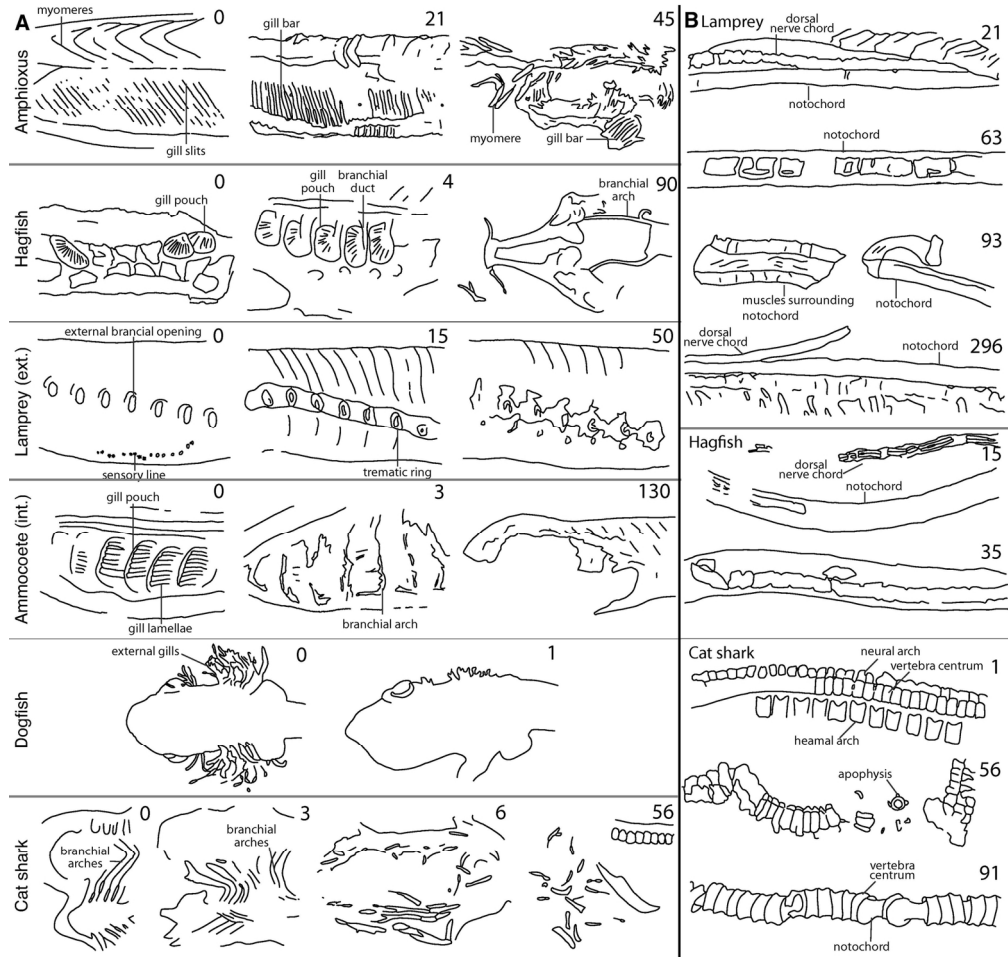 A
Amphioxus
myomeres
0
gill slits
gill bar
21
45
myomere
gill bar
Hagfish
0
gill pouch
gill
pouch
branchial
duct
4
branchial
arch
90
Lamprey (ext.)
external brancial opening
0
sensory line
15
trematic ring
50
Ammocoete (int.)
gill pouch
0
gill lamellae
3
branchial arch
130
Dogfish
external gills
0
1
Cat shark
0
branchial
arches
branchial
arches
3
6
56
B
Lamprey
dorsal
nerve chord
21
notochord
notochord
63
93
muscles surrounding
notochord
notochord
dorsal
nerve chord
notochord
296
Hagfish
15
dorsal
nerve chord
notochord
35
Cat shark
neural arch
vertebra centrum
1
heamal arch
apophysis
56
vertebra
centrum
91
notochord